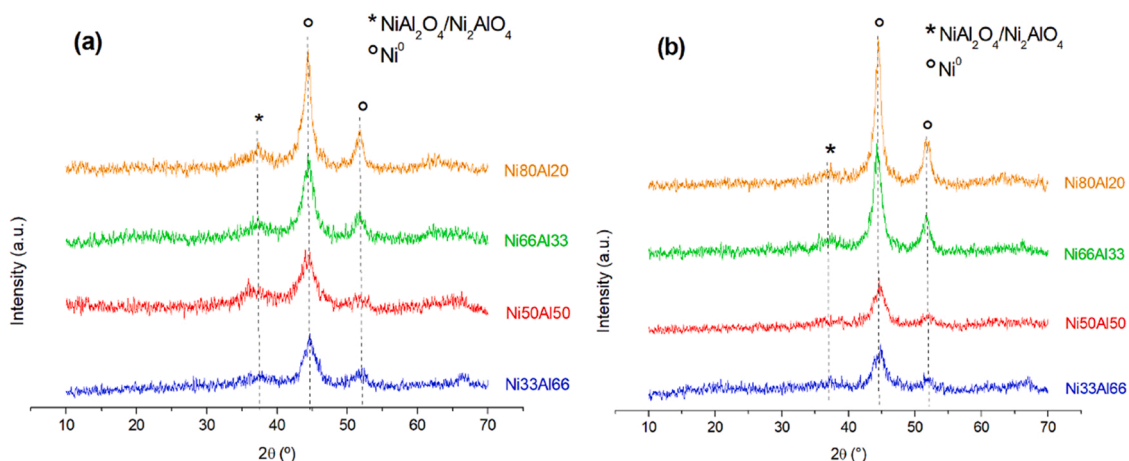 (a)
* NiAl₂O₄/Ni₂AlO₄
° Ni⁰
*
Ni80Al20
Ni66Al33
Ni50Al50
Ni33Al66
Intensity (a.u.)
10 20 30 40 50 60 70
2θ (º)
(b)
* NiAl₂O₄/Ni₂AlO₄
° Ni⁰
*
Ni80Al20
Ni66Al33
Ni50Al50
Ni33Al66
Intensity (a.u.)
10 20 30 40 50 60 70
2θ (º)